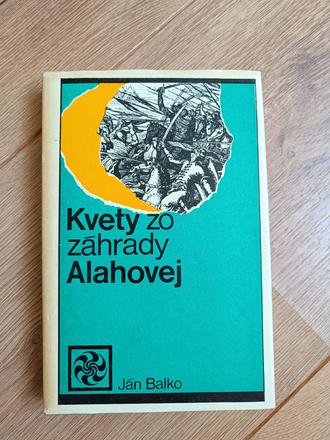 Kvety zo
záhrady
Alahovej
Ján Balko